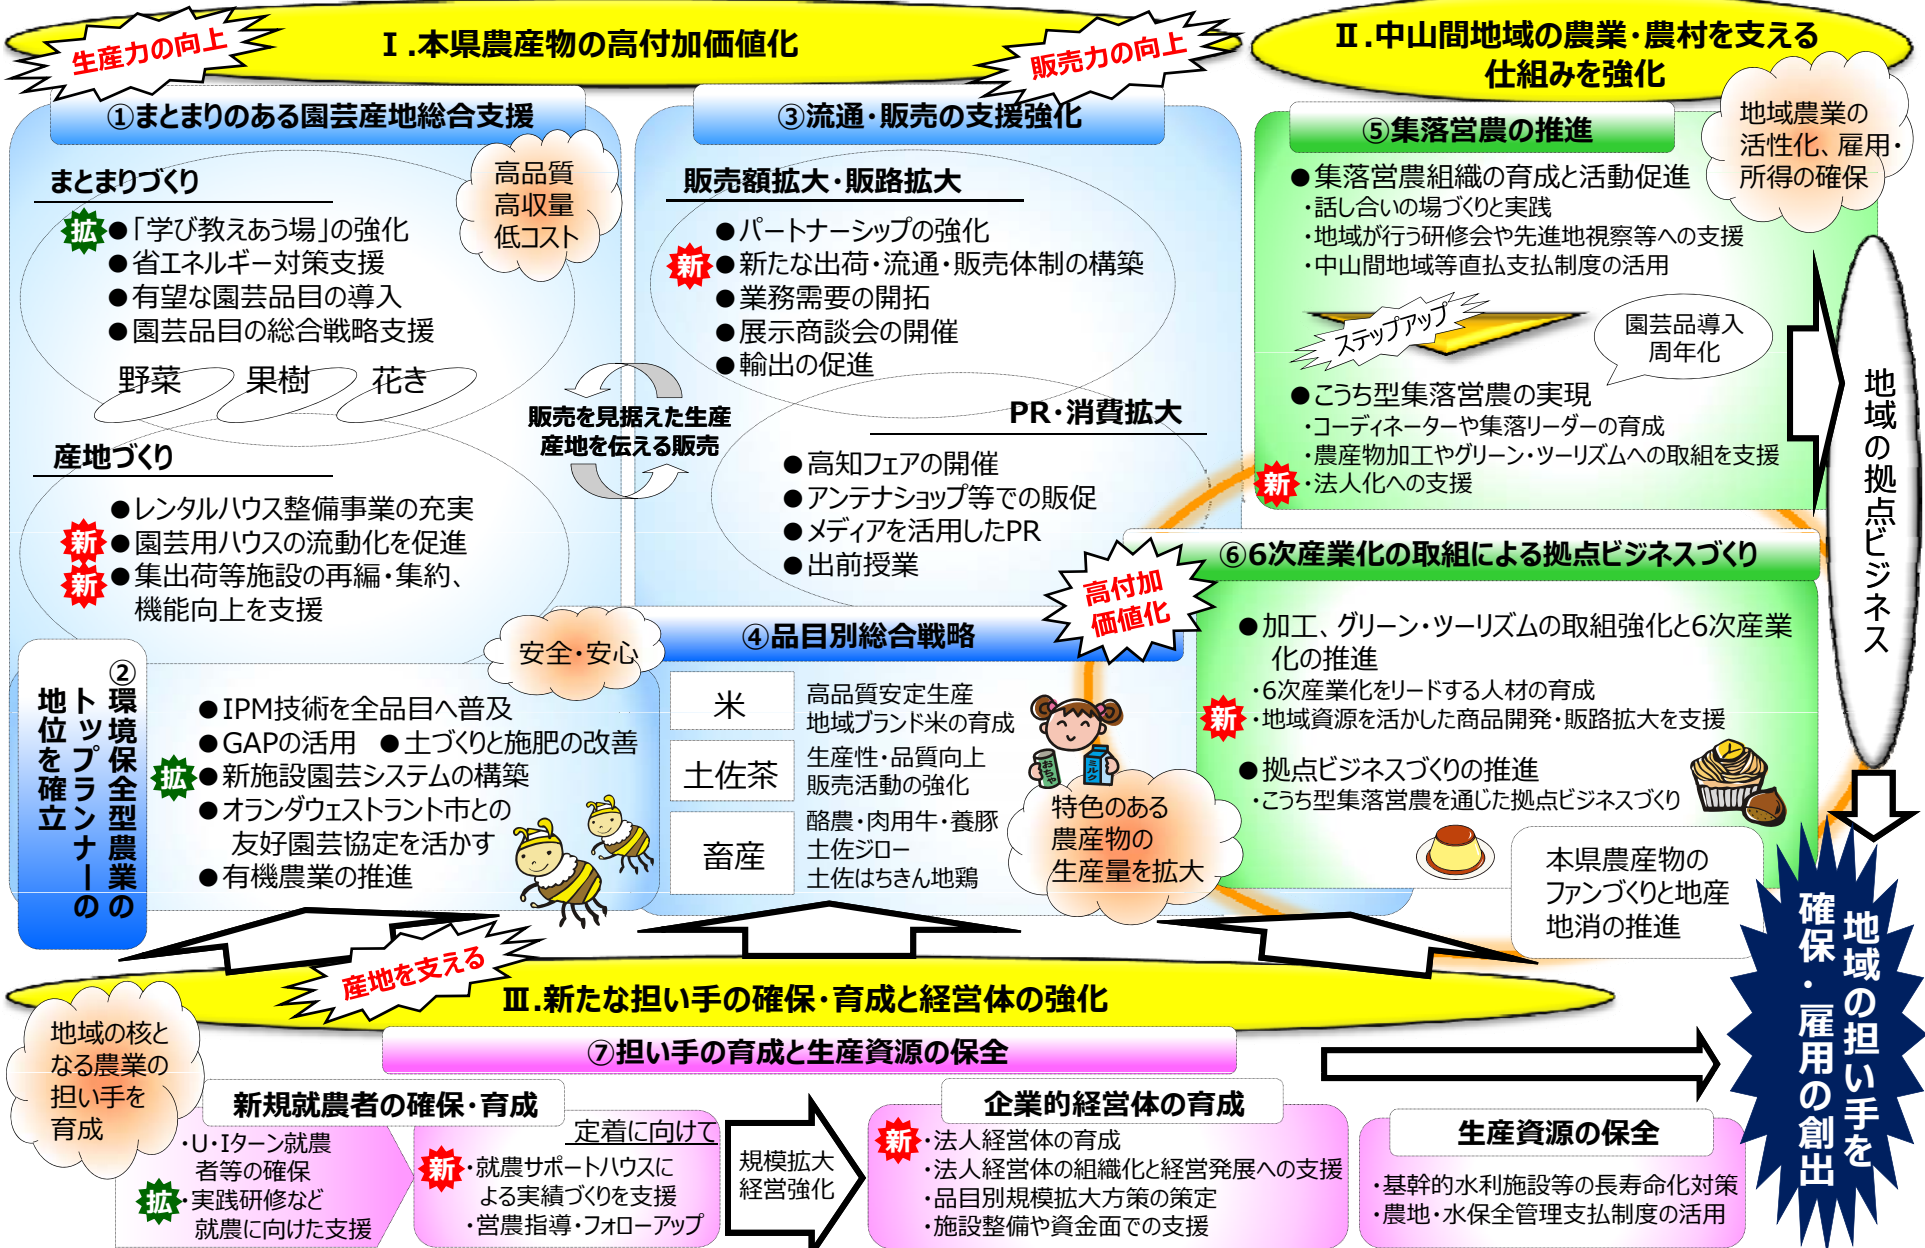 生産力の向上
Ⅰ.本県農産物の高付加価値化
販売力の向上
①まとまりのある園芸産地総合支援
高品質
高収量
低コスト
まとまりづくり
拡
●「学び教えあう場」の強化
●省エネルギー対策支援
●有望な園芸品目の導入
●園芸品目の総合戦略支援
野菜
果樹
花き
産地づくり
●レンタルハウス整備事業の充実
新
●園芸用ハウスの流動化を促進
新
●集出荷等施設の再編・集約、
機能向上を支援
販売を見据えた生産
産地を伝える販売
③流通・販売の支援強化
販売額拡大・販路拡大
●パートナーシップの強化
新
●新たな出荷・流通・販売体制の構築
●業務需要の開拓
●展示商談会の開催
●輸出の促進
PR・消費拡大
●高知フェアの開催
●アンテナショップ等での販促
●メディアを活用したPR
●出前授業
②環境保全型農業の
トップランナーの
地位を確立
安全・安心
●IPM技術を全品目へ普及
●GAPの活用 ●土づくりと施肥の改善
拡
●新施設園芸システムの構築
●オランダウェストラント市との
友好園芸協定を活かす
●有機農業の推進
④品目別総合戦略
米
高品質安定生産
地域ブランド米の育成
土佐茶
生産性・品質向上
販売活動の強化
畜産
酪農・肉用牛・養豚
土佐ジロー
土佐はちきん地鶏
おちゃ
ミルク
特色のある
農産物の
生産量を拡大
Ⅱ.中山間地域の農業・農村を支える
仕組みを強化
地域農業の
活性化、雇用・
所得の確保
⑤集落営農の推進
●集落営農組織の育成と活動促進
・話し合いの場づくりと実践
・地域が行う研修会や先進地視察等への支援
・中山間地域等直払支払制度の活用
ステップアップ
園芸品導入
周年化
●こうち型集落営農の実現
・コーディネーターや集落リーダーの育成
・農産物加工やグリーン・ツーリズムへの取組を支援
新
・法人化への支援
高付加
価値化
⑥6次産業化の取組による拠点ビジネスづくり
●加工、グリーン・ツーリズムの取組強化と6次産業
化の推進
・6次産業化をリードする人材の育成
新
・地域資源を活かした商品開発・販路拡大を支援
●拠点ビジネスづくりの推進
・こうち型集落営農を通じた拠点ビジネスづくり
本県農産物の
ファンづくりと地産
地消の推進
地域の拠点ビジネス
地域の担い手を
確保・雇用の創出
産地を支える
Ⅲ.新たな担い手の確保・育成と経営体の強化
地域の核と
なる農業の
担い手を
育成
⑦担い手の育成と生産資源の保全
新規就農者の確保・育成
・U・Iターン就農
者等の確保
拡
・実践研修など
就農に向けた支援
定着に向けて
新
・就農サポートハウスに
よる実績づくりを支援
・営農指導・フォローアップ
規模拡大
経営強化
企業的経営体の育成
新
・法人経営体の育成
・法人経営体の組織化と経営発展への支援
・品目別規模拡大方策の策定
・施設整備や資金面での支援
生産資源の保全
・基幹的水利施設等の長寿命化対策
・農地・水保全管理支払制度の活用